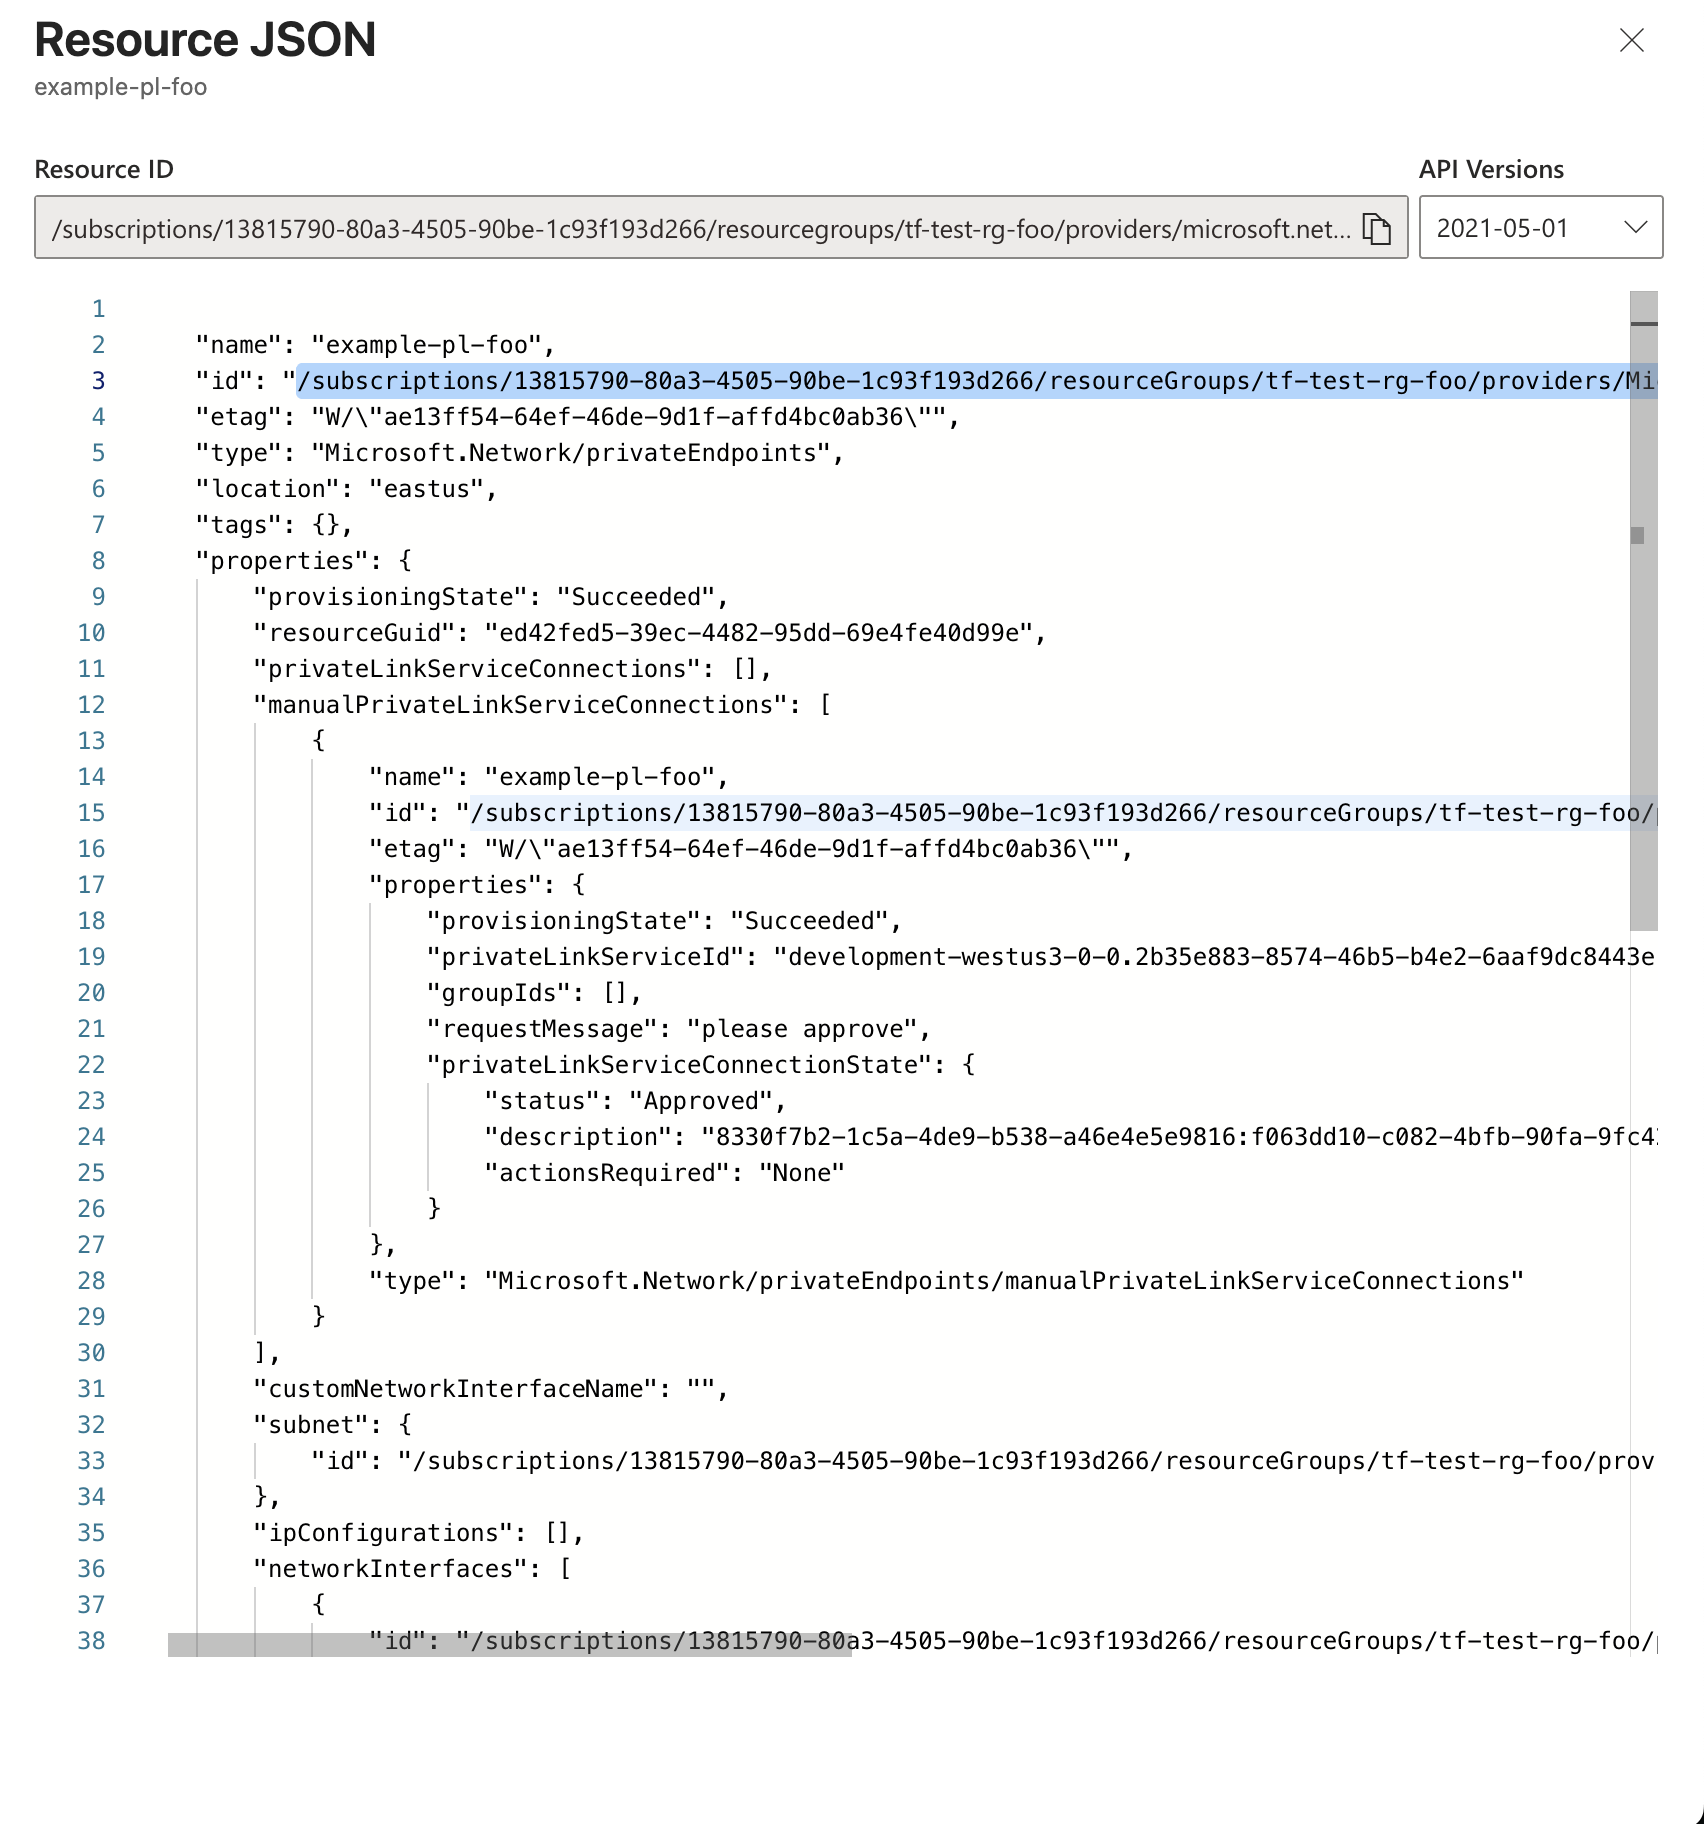 Resource JSON
example-pl-foo
Resource ID
API Versions
/subscriptions/13815790-80a3-4505-90be-1c93f193d266/resourcegroups/tf-test-rg-foo/providers/microsoft.net...
2021-05-01
1
2 "name": "example-pl-foo",
3 "id": "/subscriptions/13815790-80a3-4505-90be-1c93f193d266/resourceGroups/tf-test-rg-foo/providers/Mi
4 "etag": "W/\"ae13ff54-64ef-46de-9d1f-affd4bc0ab36\"",
5 "type": "Microsoft.Network/privateEndpoints",
6 "location": "eastus",
7 "tags": {},
8 "properties": {
9 "provisioningState": "Succeeded",
10 "resourceGuid": "ed42fed5-39ec-4482-95dd-69e4fe40d99e",
11 "privateLinkServiceConnections": [],
12 "manualPrivateLinkServiceConnections": [
13 {
14 "name": "example-pl-foo",
15 "id": "/subscriptions/13815790-80a3-4505-90be-1c93f193d266/resourceGroups/tf-test-rg-foo/
16 "etag": "W/\"ae13ff54-64ef-46de-9d1f-affd4bc0ab36\"",
17 "properties": {
18 "provisioningState": "Succeeded",
19 "privateLinkServiceId": "development-westus3-0-0.2b35e883-8574-46b5-b4e2-6aaf9dc8443e
20 "groupIds": [],
21 "requestMessage": "please approve",
22 "privateLinkServiceConnectionState": {
23 "status": "Approved",
24 "description": "8330f7b2-1c5a-4de9-b538-a46e4e5e9816:f063dd10-c082-4bfb-90fa-9fc4
25 "actionsRequired": "None"
26 }
27 },
28 "type": "Microsoft.Network/privateEndpoints/manualPrivateLinkServiceConnections"
29 }
30 ],
31 "customNetworkInterfaceName": "",
32 "subnet": {
33 "id": "/subscriptions/13815790-80a3-4505-90be-1c93f193d266/resourceGroups/tf-test-rg-foo/prov
34 },
35 "ipConfigurations": [],
36 "networkInterfaces": [
37 {
38 "id": "/subscriptions/13815790-80a3-4505-90be-1c93f193d266/resourceGroups/tf-test-rg-foo/